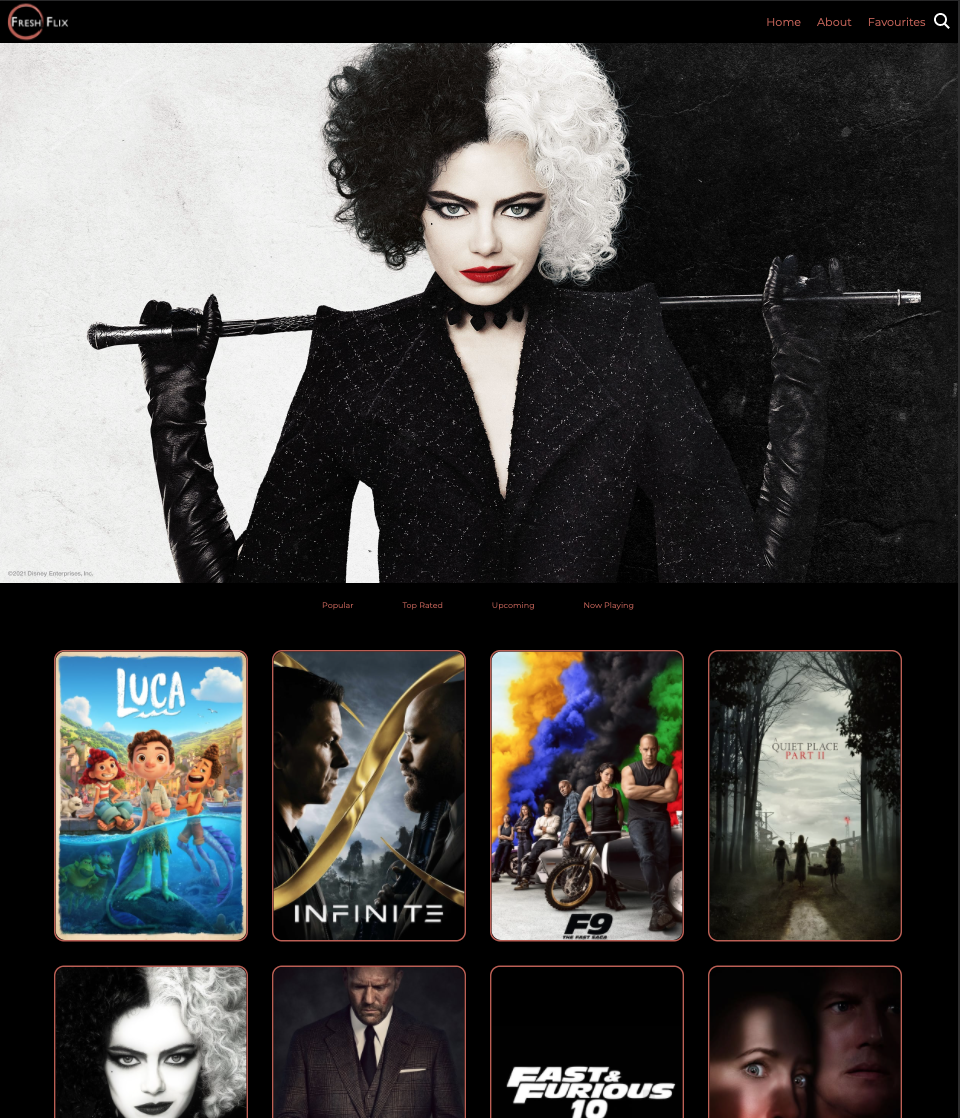 FRESH FLIX
Home About Favourites
©2021 Disney Enterprises, Inc.
Popular Top Rated Upcoming Now Playing
LUCA
INFINITE
F9
THE FAST SAGA
A
QUIET PLACE
PART II
FAST &
FURIOUS
10